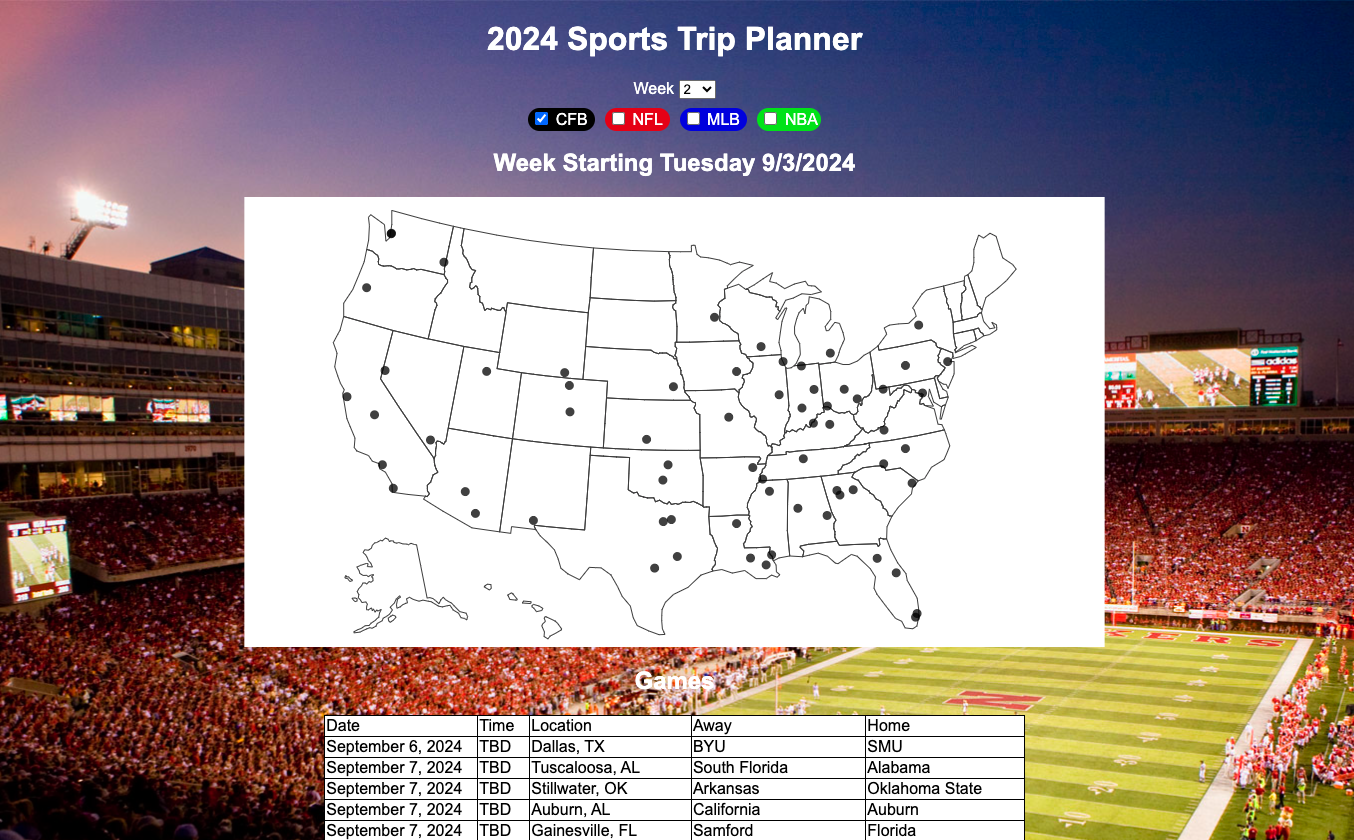 2024 Sports Trip Planner
Week 2
CFB NFL MLB NBA
Week Starting Tuesday 9/3/2024
adidas
N
KERS
Games
Date Time Location Away Home
September 6, 2024 TBD Dallas, TX BYU SMU
September 7, 2024 TBD Tuscaloosa, AL South Florida Alabama
September 7, 2024 TBD Stillwater, OK Arkansas Oklahoma State
September 7, 2024 TBD Auburn, AL California Auburn
September 7, 2024 TBD Gainesville, FL Samford Florida